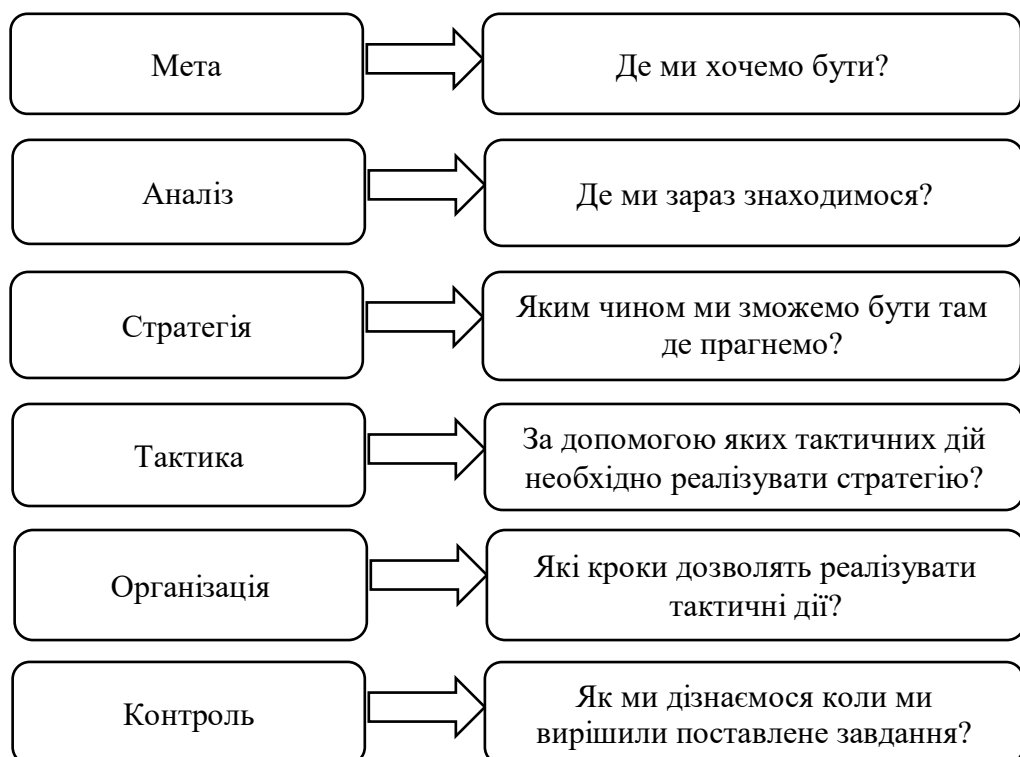 Мета
Де ми хочемо бути?
Аналіз
Де ми зараз знаходимося?
Стратегія
Яким чином ми зможемо бути там
де прагнемо?
Тактика
За допомогою яких тактичних дій
необхідно реалізувати стратегію?
Організація
Які кроки дозволять реалізувати
тактичні дії?
Контроль
Як ми дізнаємося коли ми
вирішили поставлене завдання?